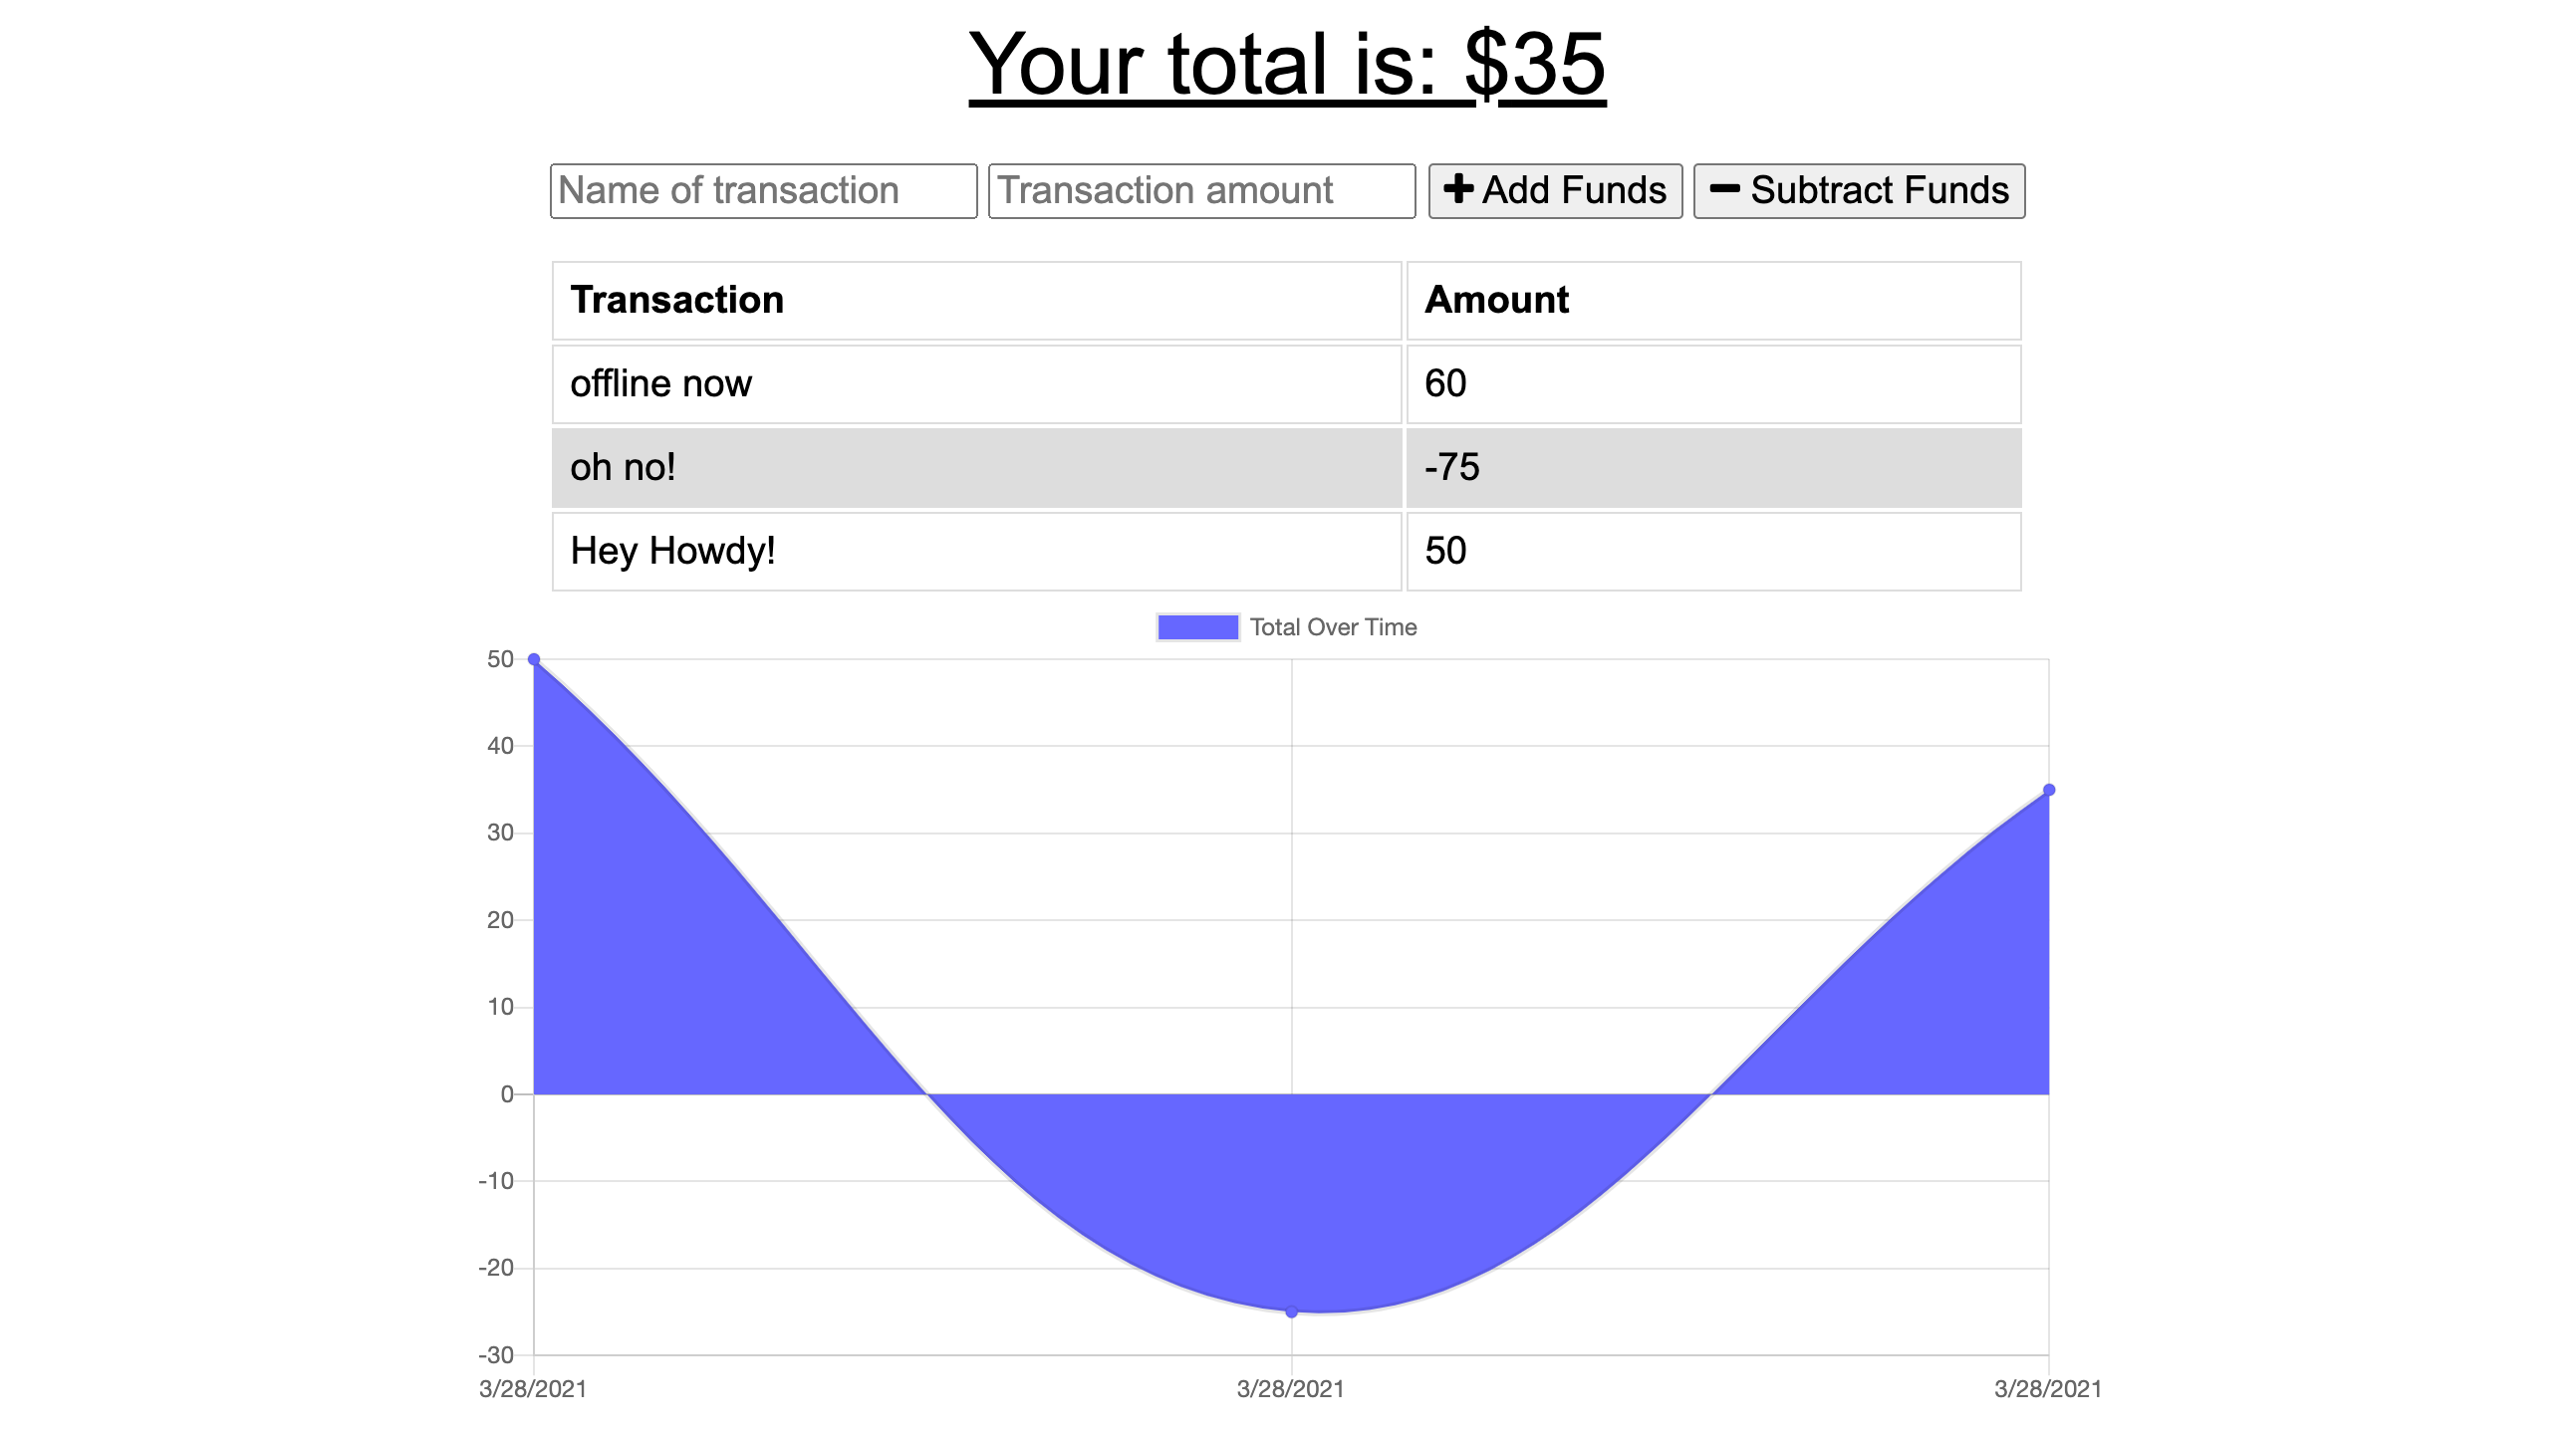 Your total is: $35
Name of transaction Transaction amount Add Funds Subtract Funds
Transaction Amount
offline now 60
oh no! -75
Hey Howdy! 50
Total Over Time
50
40
30
20
10
0
-10
-20
-30
3/28/2021 3/28/2021 3/28/2021